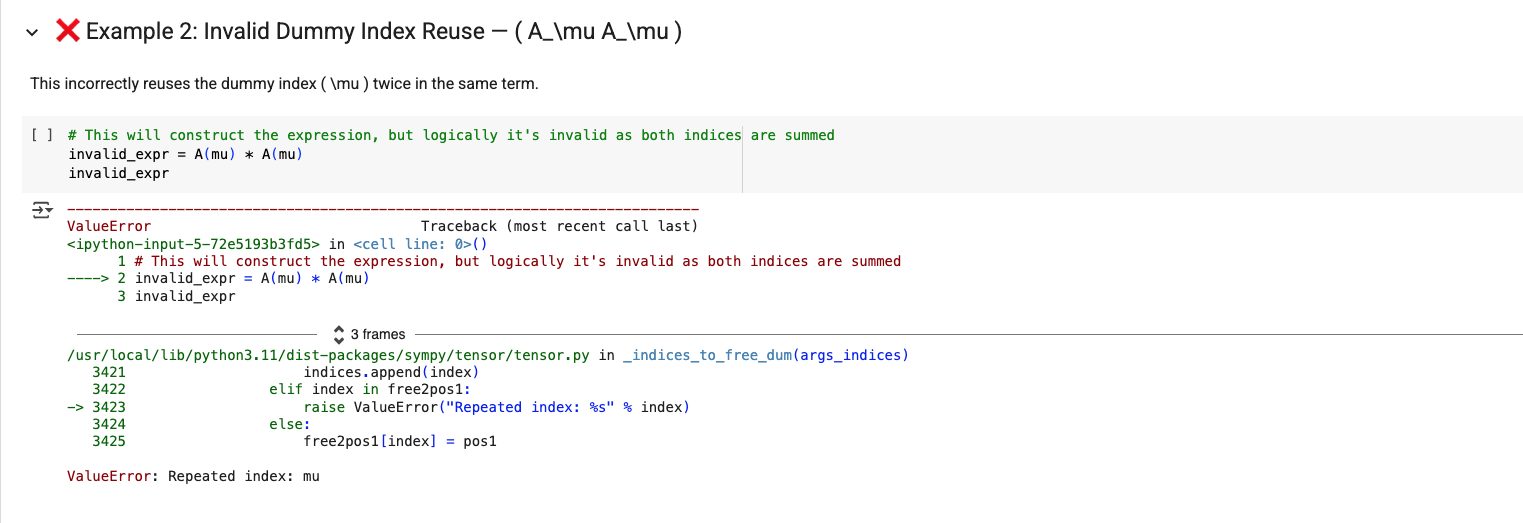 ❌ Example 2: Invalid Dummy Index Reuse — ( A_\mu A_\mu )
This incorrectly reuses the dummy index ( \mu ) twice in the same term.
[ ] # This will construct the expression, but logically it's invalid as both indices are summed
invalid_expr = A(mu) * A(mu)
invalid_expr
---------------------------------------------------------------------------
ValueError                                Traceback (most recent call last)
<ipython-input-5-72e5193b3fd5> in <cell line: 0>()
      1 # This will construct the expression, but logically it's invalid as both indices are summed
----> 2 invalid_expr = A(mu) * A(mu)
      3 invalid_expr
3 frames
/usr/local/lib/python3.11/dist-packages/sympy/tensor/tensor.py in _indices_to_free_dum(args_indices)
   3421                     indices.append(index)
   3422                 elif index in free2pos1:
-> 3423                     raise ValueError("Repeated index: %s" % index)
   3424                 else:
   3425                     free2pos1[index] = pos1
ValueError: Repeated index: mu